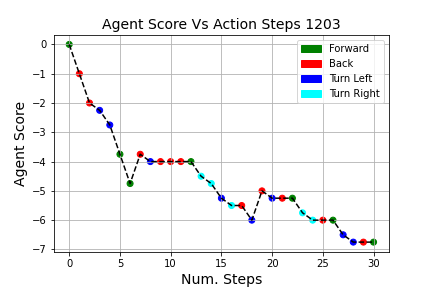 Agent Score Vs Action Steps 1203
Forward
Back
Turn Left
Turn Right
Agent Score
0
−1
−2
−3
−4
−5
−6
−7
0 5 10 15 20 25 30
Num. Steps